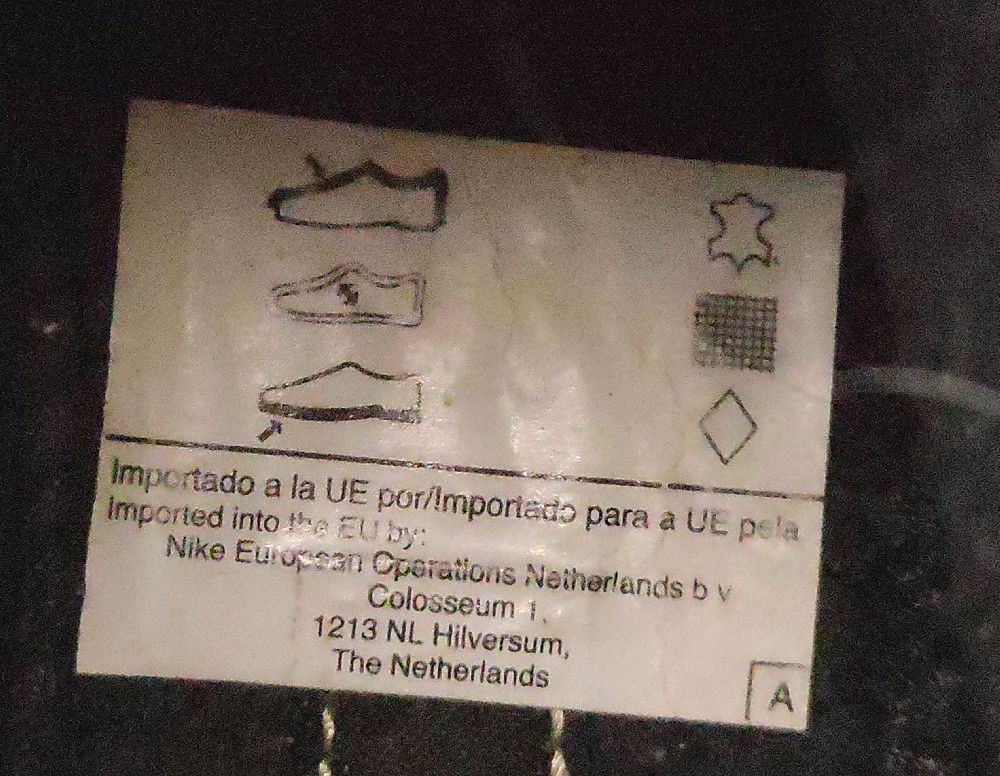 Importado a la UE por/Importado para a UE pela
Imported into the EU by:
Nike European Operations Netherlands b v
Colosseum 1,
1213 NL Hilversum,
The Netherlands
A